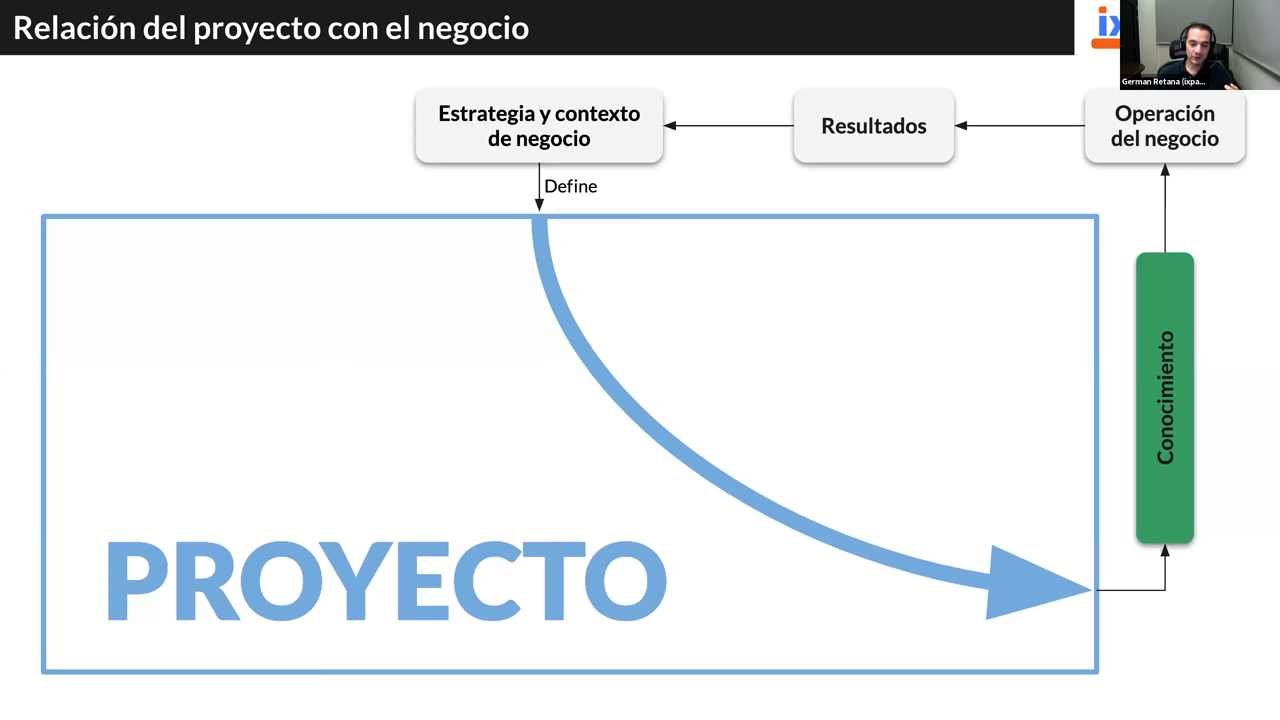 Relación del proyecto con el negocio
ix
German Retana (ixpa...
Estrategia y contexto
de negocio
Resultados
Operación
del negocio
Define
Conocimiento
PROYECTO